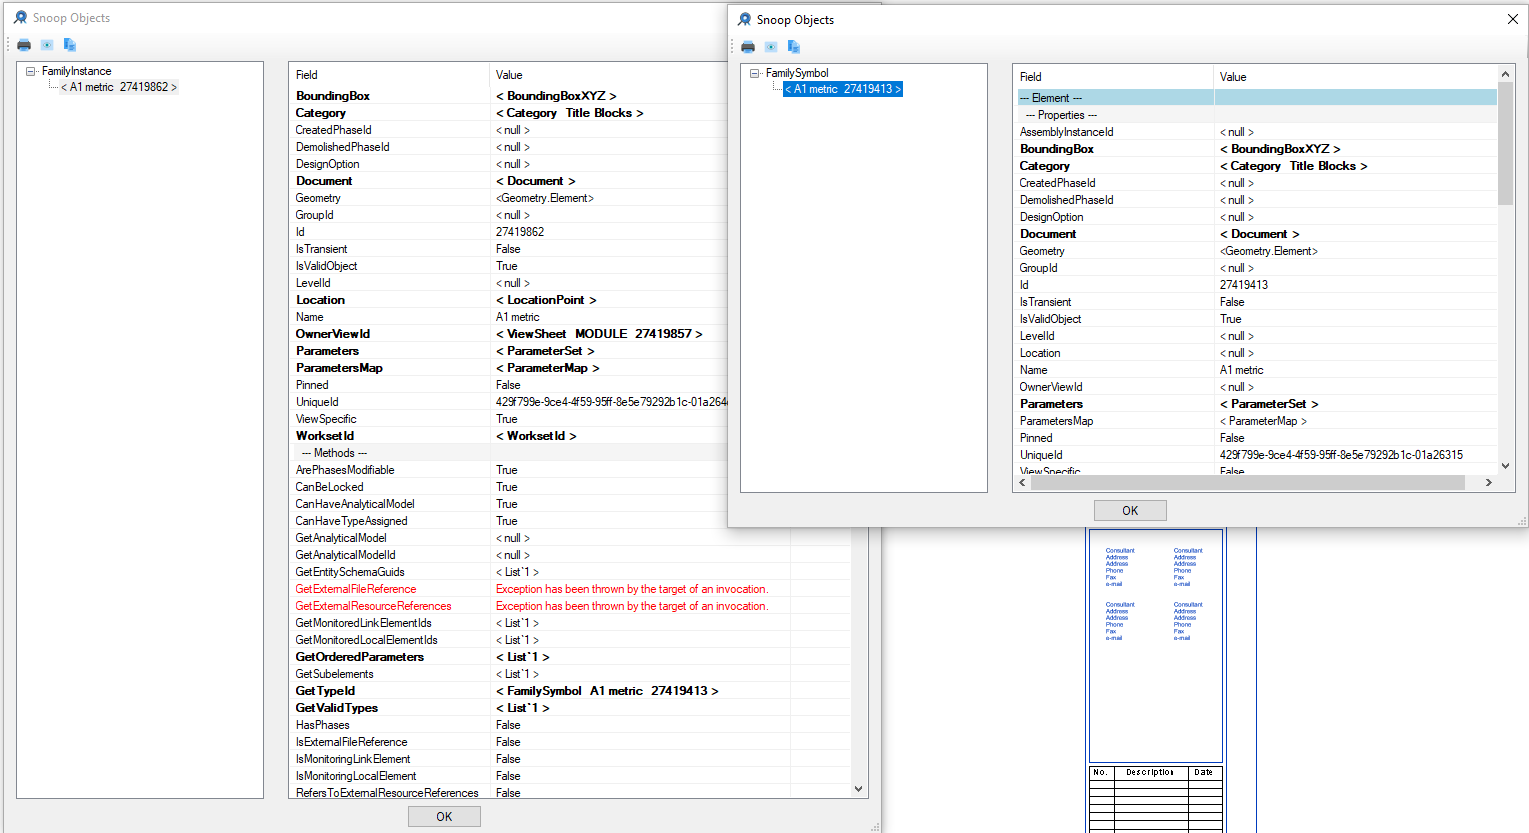 Snoop Objects
FamilyInstance
< A1 metric 27419862 >
Field Value
BoundingBox < BoundingBoxXYZ >
Category < Category Title Blocks >
CreatedPhaseId < null >
DemolishedPhaseId < null >
DesignOption < null >
Document < Document >
Geometry <Geometry.Element>
GroupId < null >
Id 27419862
IsTransient False
IsValidObject True
LevelId < null >
Location < LocationPoint >
Name A1 metric
OwnerViewId < ViewSheet MODULE 27419857 >
Parameters < ParameterSet >
ParametersMap < ParameterMap >
Pinned False
UniqueId 429f799e-9ce4-4f59-95ff-8e5e79292b1c-01a264
ViewSpecific True
WorksetId < WorksetId >
--- Methods ---
ArePhasesModifiable True
CanBeLocked True
CanHaveAnalyticalModel True
CanHaveTypeAssigned True
GetAnalyticalModel < null >
GetAnalyticalModelId < null >
GetEntitySchemaGuids < List`1 >
GetExternalFileReference Exception has been thrown by the target of an invocation.
GetExternalResourceReferences Exception has been thrown by the target of an invocation.
GetMonitoredLinkElementIds < List`1 >
GetMonitoredLocalElementIds < List`1 >
GetOrderedParameters < List`1 >
GetSubelements < List`1 >
GetTypeId < FamilySymbol A1 metric 27419413 >
GetValidTypes < List`1 >
HasPhases False
IsExternalFileReference False
IsMonitoringLinkElement False
IsMonitoringLocalElement False
RefersToExternalResourceReferences False
OK
Snoop Objects
FamilySymbol
< A1 metric 27419413 >
Field Value
--- Element ---
--- Properties ---
AssemblyInstanceId < null >
BoundingBox < BoundingBoxXYZ >
Category < Category Title Blocks >
CreatedPhaseId < null >
DemolishedPhaseId < null >
DesignOption < null >
Document < Document >
Geometry <Geometry.Element>
GroupId < null >
Id 27419413
IsTransient False
IsValidObject True
LevelId < null >
Location < null >
Name A1 metric
OwnerViewId < null >
Parameters < ParameterSet >
ParametersMap < ParameterMap >
Pinned False
UniqueId 429f799e-9ce4-4f59-95ff-8e5e79292b1c-01a26315
ViewSpecific False
OK
Consultant Consultant
Address Address
Address Address
Phone Phone
Fax Fax
e-mail e-mail
Consultant Consultant
Address Address
Address Address
Phone Phone
Fax Fax
e-mail e-mail
No. Description Date